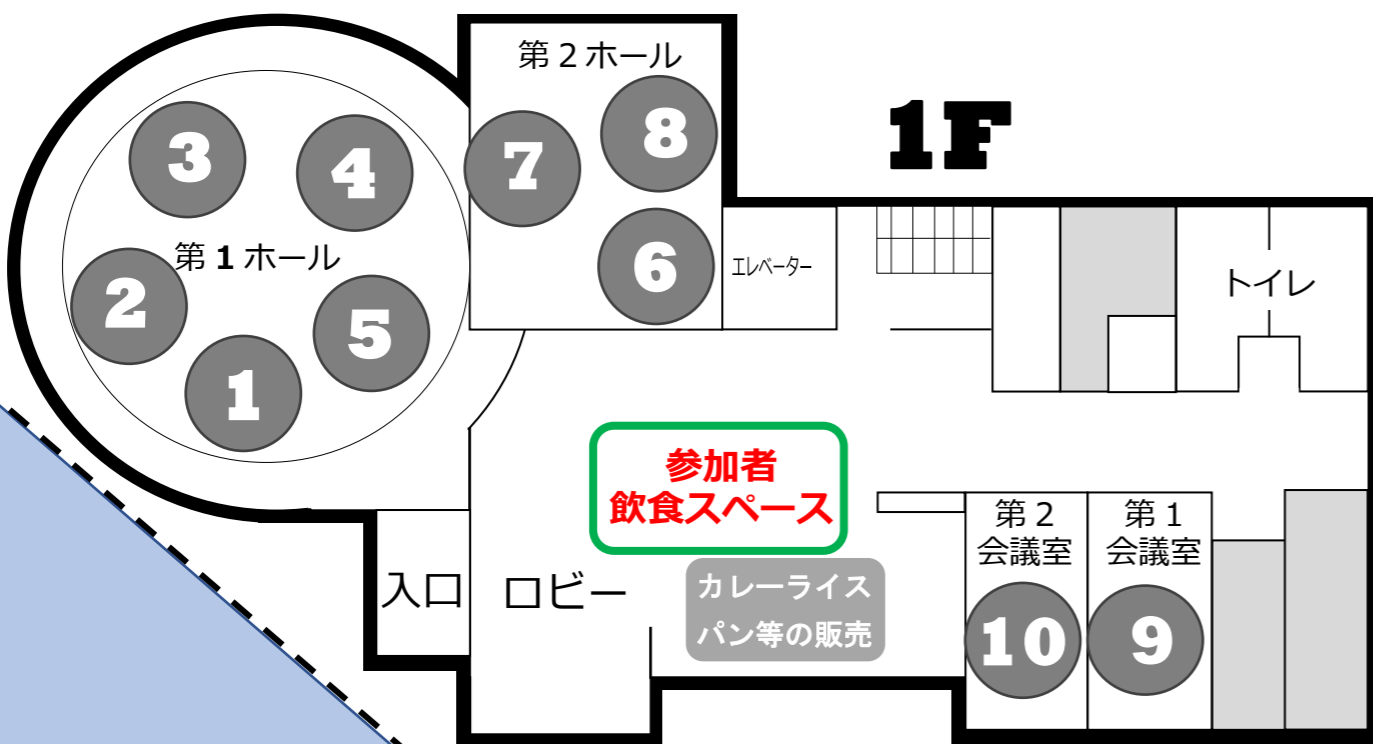 第２ホール
1F
3
4
7
8
第１ホール
2
5
1
6
エレベーター
トイレ
参加者
飲食スペース
カレーライス
パン等の販売
入口
ロビー
第２
会議室
10
第１
会議室
9